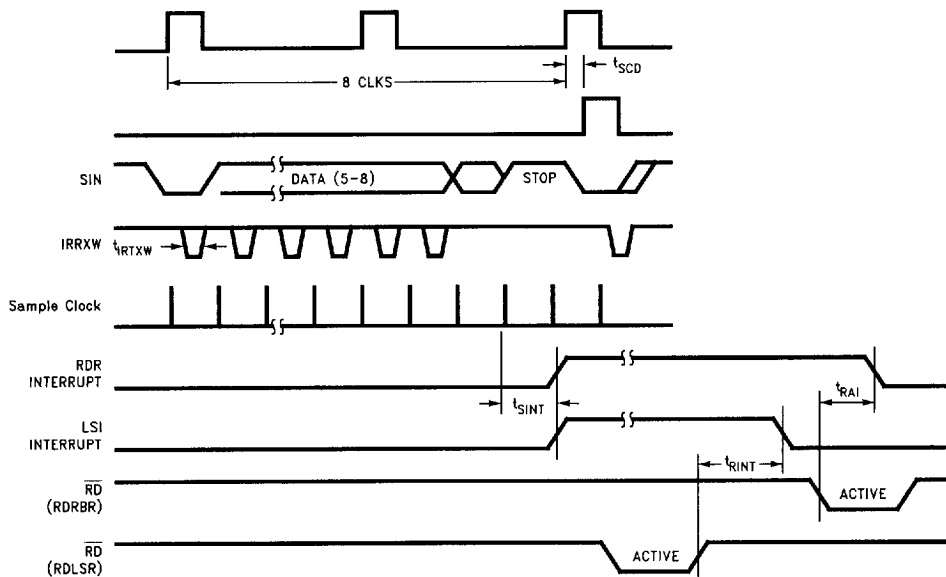 tSCD
8 CLKS
SIN
DATA (5-8)
STOP
IRRXW
tIRTXW
Sample Clock
RDR
INTERRUPT
tSINT
tRAI
LSI
INTERRUPT
tRINT
RD
(RDRBR)
ACTIVE
RD
(RDLSR)
ACTIVE